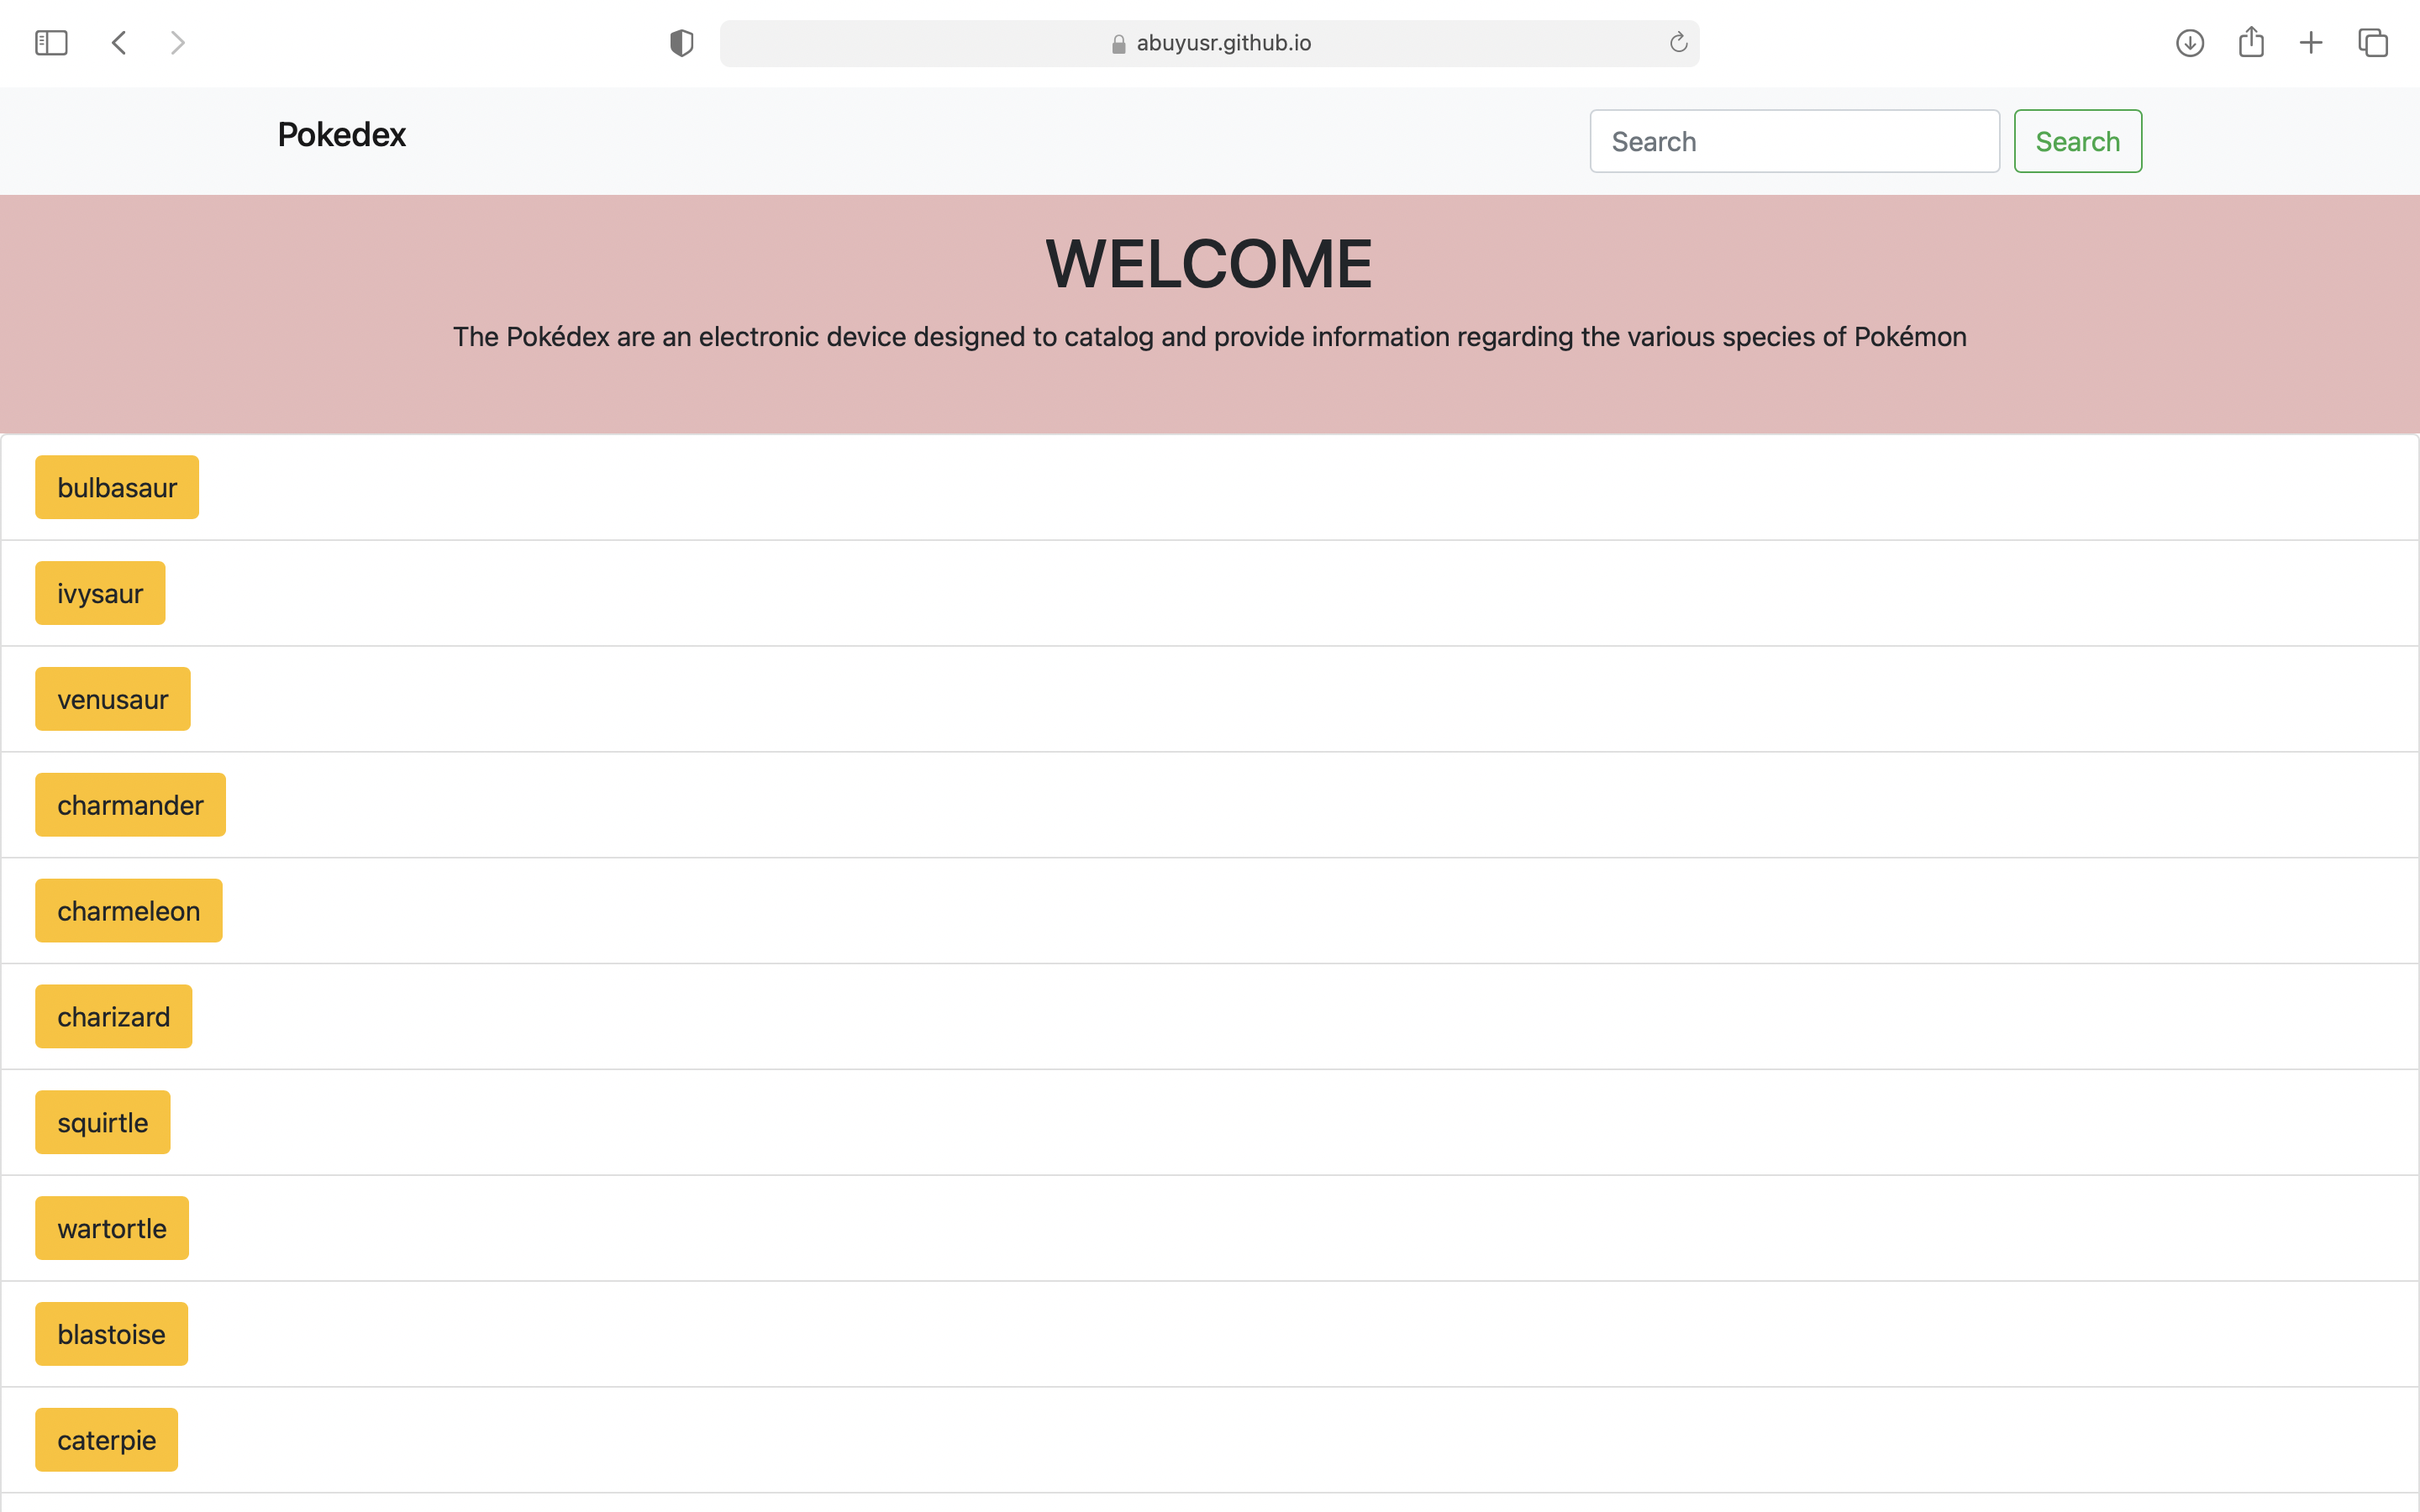 abuyusr.github.io
Pokedex
Search
Search
WELCOME
The Pokédex are an electronic device designed to catalog and provide information regarding the various species of Pokémon
bulbasaur
ivysaur
venusaur
charmander
charmeleon
charizard
squirtle
wartortle
blastoise
caterpie